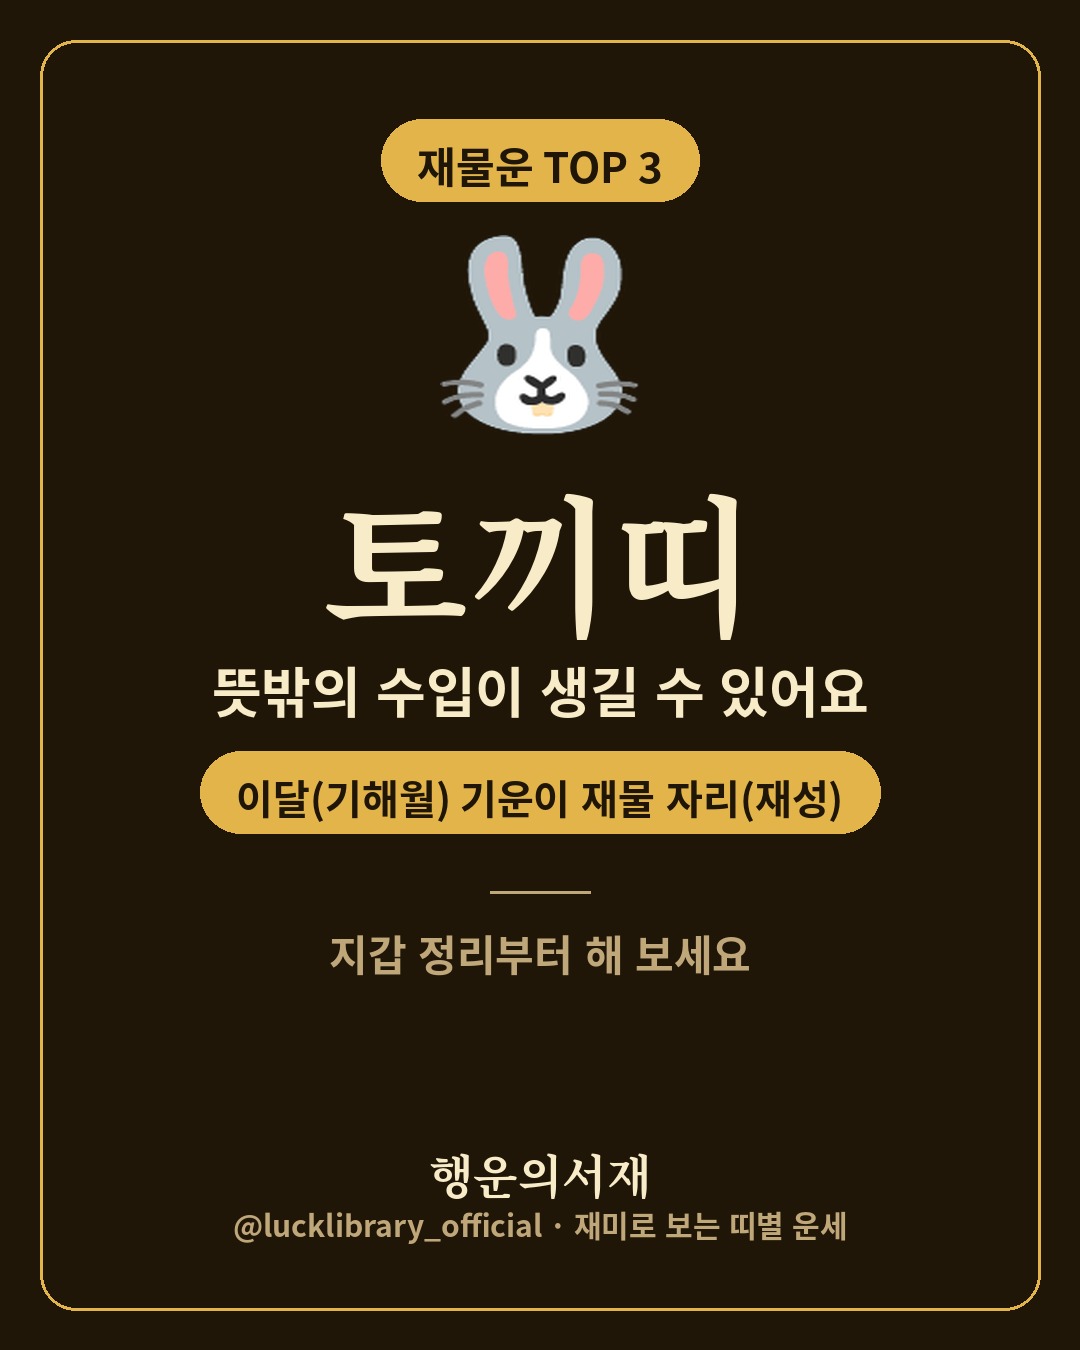 재물운 TOP 3
토끼띠
뜻밖의 수입이 생길 수 있어요
이달(기해월) 기운이 재물 자리(재성)
지갑 정리부터 해 보세요
행운의서재
@lucklibrary_official · 재미로 보는 띠별 운세